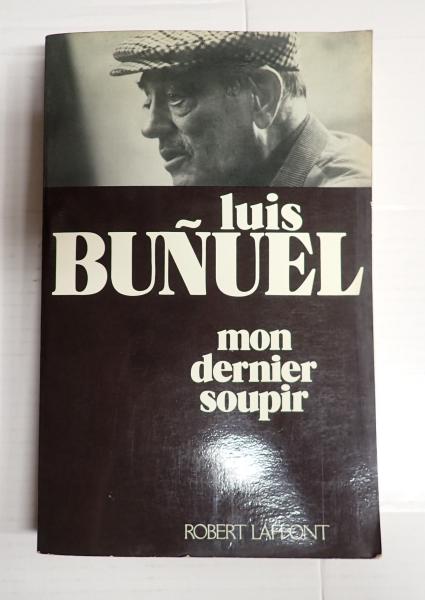 luis
BUÑUEL
mon
dernier
soupir
ROBERT LAFFONT